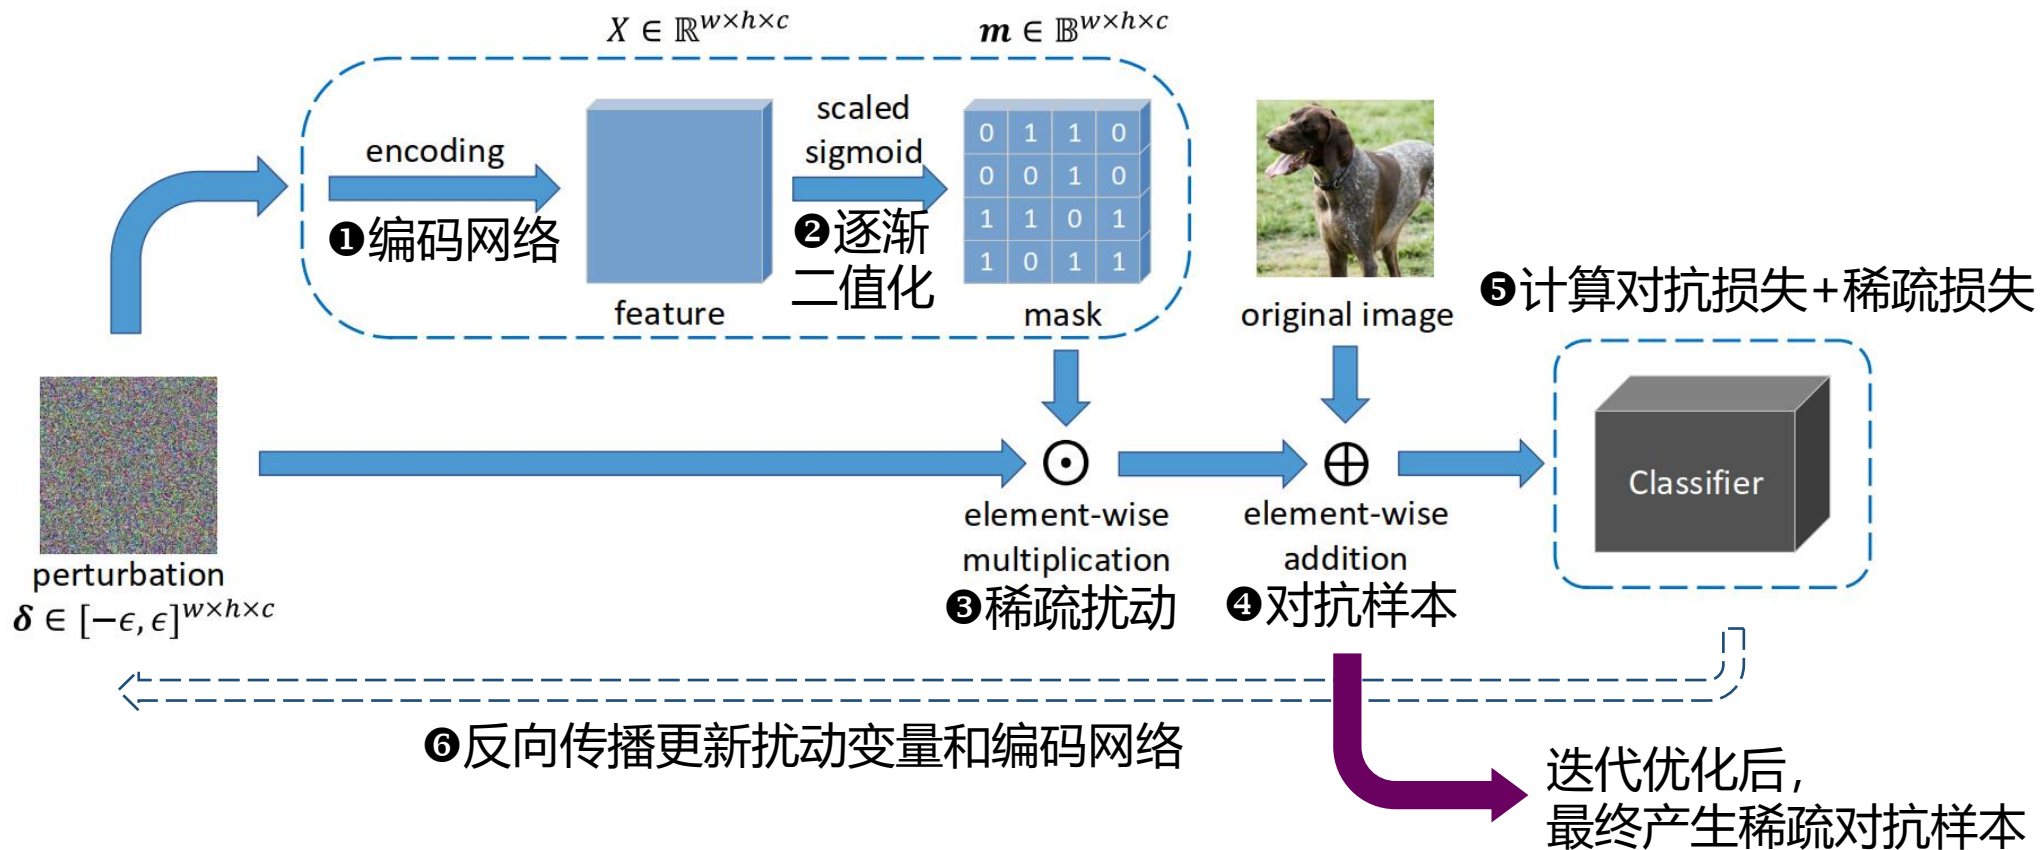 X ∈ ℝ^{w×h×c}
m ∈ 𝔹^{w×h×c}
encoding
❶编码网络
feature
scaled
sigmoid
❷逐渐
二值化
0 1 1 0
0 0 1 0
1 1 0 1
1 0 1 1
mask
original image
❺计算对抗损失+稀疏损失
Classifier
perturbation
δ ∈ [−ϵ, ϵ]^{w×h×c}
element-wise
multiplication
❸稀疏扰动
element-wise
addition
❹对抗样本
❻反向传播更新扰动变量和编码网络
迭代优化后，
最终产生稀疏对抗样本